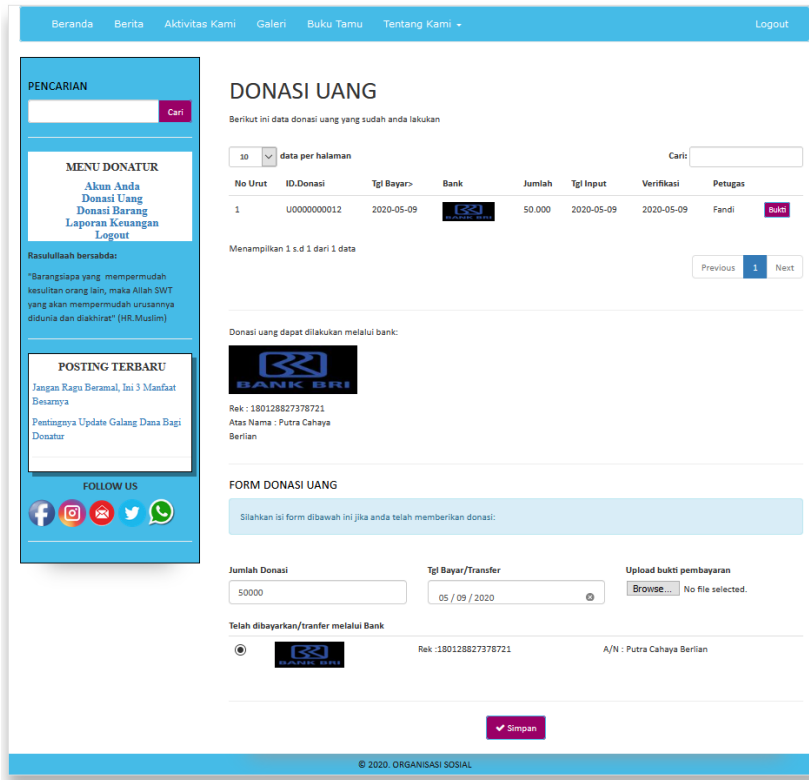 Beranda Berita Aktivitas Kami Galeri Buku Tamu Tentang Kami Logout
PENCARIAN
Cari
MENU DONATUR
Akun Anda
Donasi Uang
Donasi Barang
Laporan Keuangan
Logout
Rasulullaah bersabda:
"Barangsiapa yang mempermudah
kesulitan orang lain, maka Allah SWT
yang akan mempermudah urusannya
didunia dan diakhirat" (HR.Muslim)
POSTING TERBARU
Jangan Ragu Beramal, Ini 3 Manfaat
Besarnya
Pentingnya Update Galang Dana Bagi
Donatur
FOLLOW US
DONASI UANG
Berikut ini data donasi uang yang sudah anda lakukan
10 data per halaman Cari:
No Urut ID.Donasi Tgl Bayar> Bank Jumlah Tgl Input Verifikasi Petugas
1 U0000000012 2020-05-09 BANK BRI 50.000 2020-05-09 2020-05-09 Fandi Bukti
Menampilkan 1 s.d 1 dari 1 data
Previous 1 Next
Donasi uang dapat dilakukan melalui bank:
BANK BRI
Rek : 180128827378721
Atas Nama : Putra Cahaya
Berlian
FORM DONASI UANG
Silahkan isi form dibawah ini jika anda telah memberikan donasi:
Jumlah Donasi Tgl Bayar/Transfer Upload bukti pembayaran
50000 05 / 09 / 2020 Browse... No file selected.
Telah dibayarkan/tranfer melalui Bank
BANK BRI Rek :180128827378721 A/N : Putra Cahaya Berlian
Simpan
© 2020. ORGANISASI SOSIAL